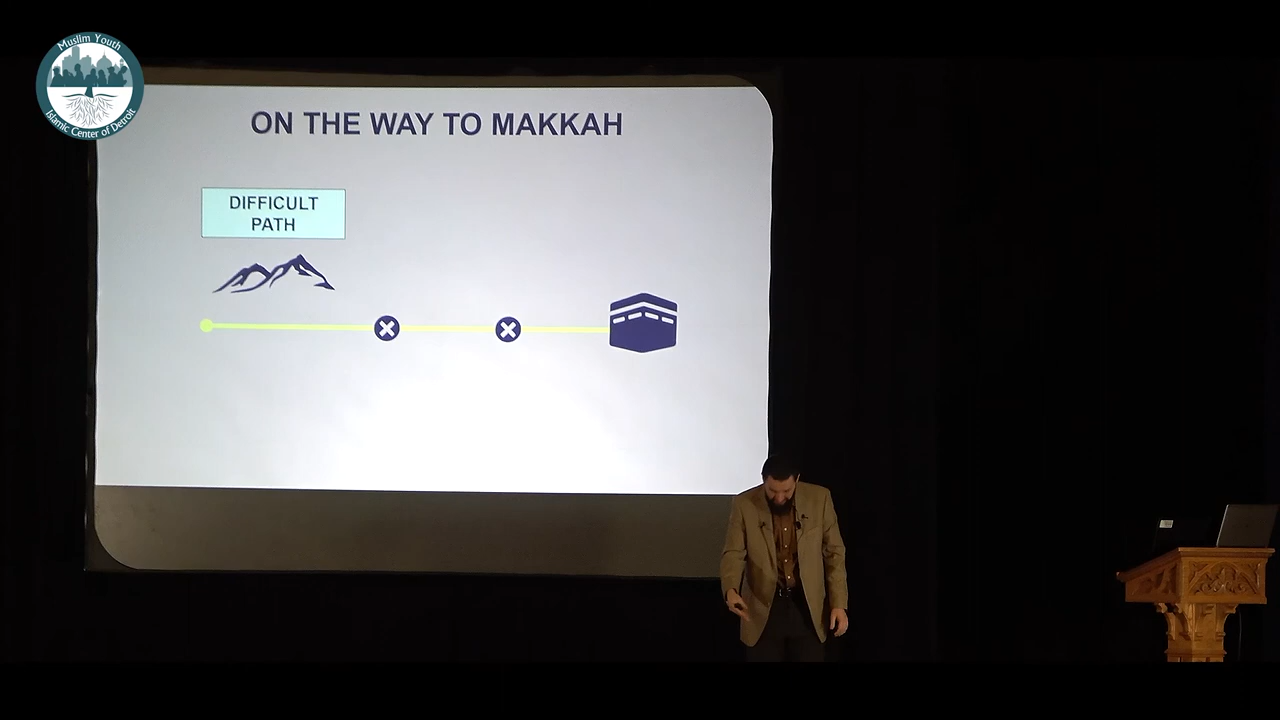 Muslim Youth
Islamic Center of Detroit
ON THE WAY TO MAKKAH
DIFFICULT
PATH